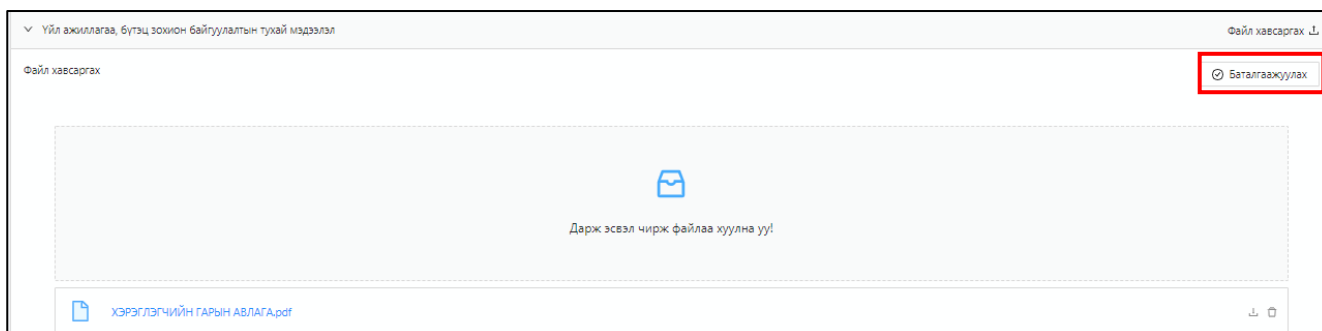 Үйл ажиллагаа, бүтэц зохион байгуулалтын тухай мэдээлэл Файл хавсаргах
Файл хавсаргах Баталгаажуулах
Дарж эсвэл чирж файлаа хуулна уу!
ХЭРЭГЛЭГЧИЙН ГАРЫН АВЛАГА.pdf